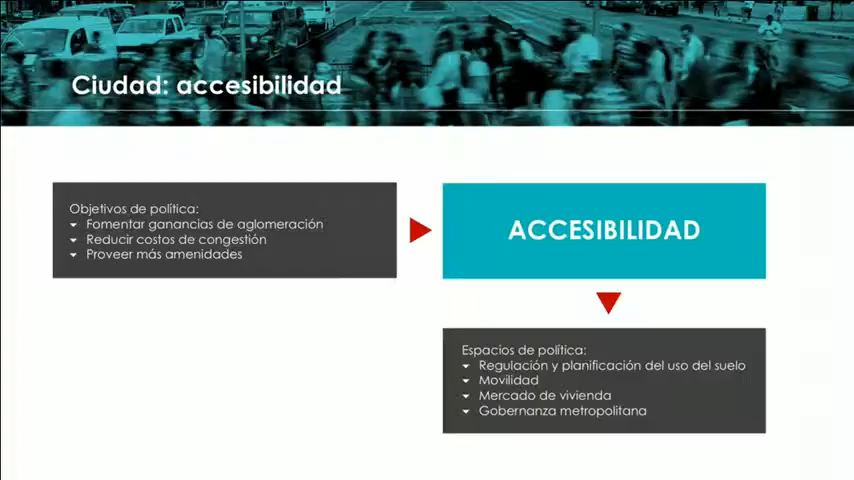 Ciudad: accesibilidad
Objetivos de política:
Fomentar ganancias de aglomeración
Reducir costos de congestión
Proveer más amenidades
ACCESIBILIDAD
Espacios de política:
Regulación y planificación del uso del suelo
Movilidad
Mercado de vivienda
Gobernanza metropolitana